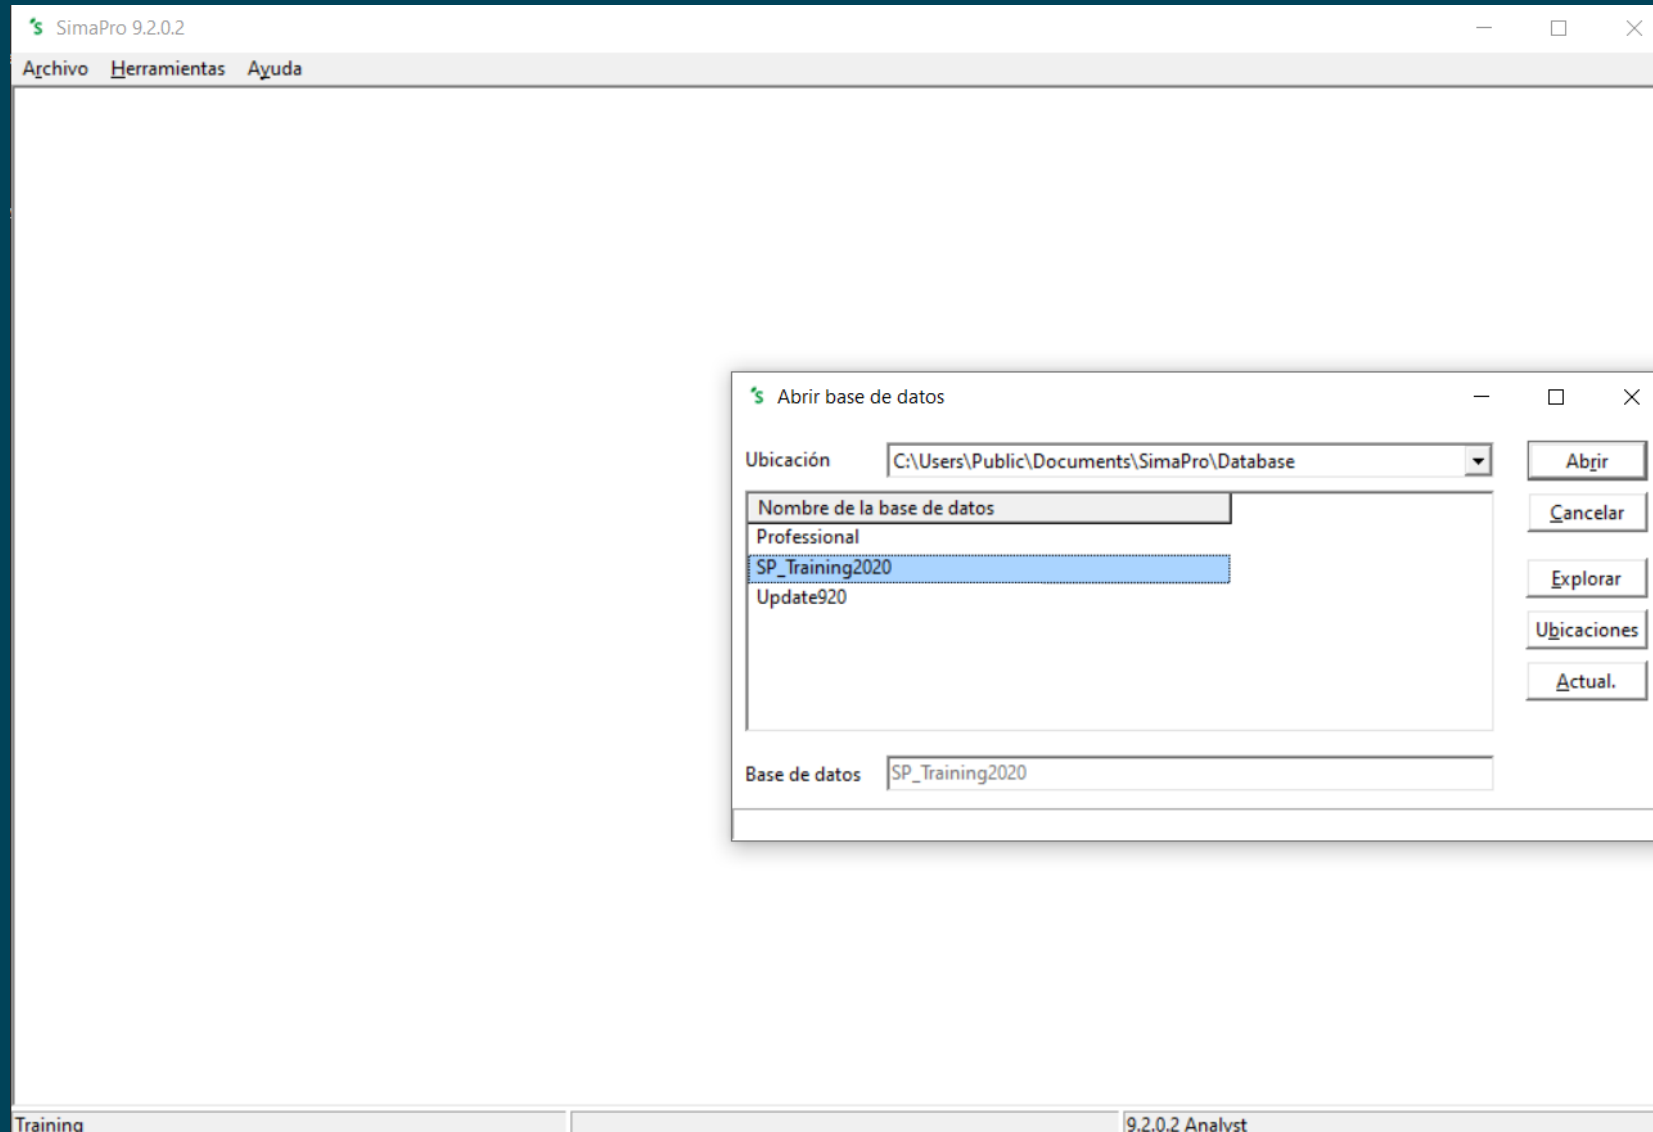 SimaPro 9.2.0.2
Archivo Herramientas Ayuda
Abrir base de datos
Ubicación C:\Users\Public\Documents\SimaPro\Database Abrir
Nombre de la base de datos
Cancelar
Professional
SP_Training2020
Explorar
Update920
Ubicaciones
Actual.
Base de datos SP_Training2020
Training 9.2.0.2 Analyst